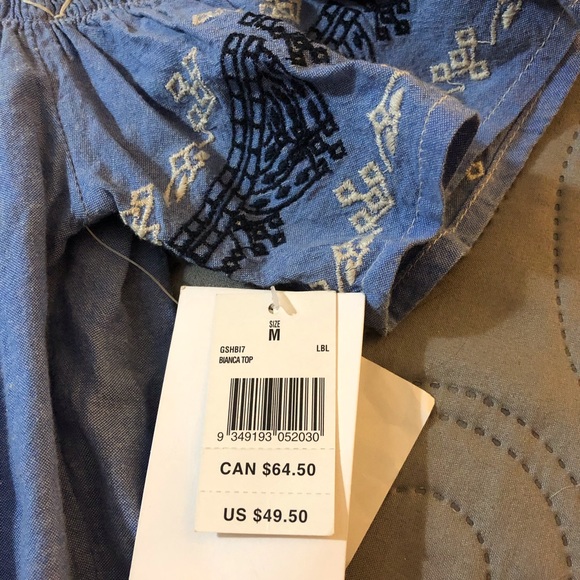 SIZE
M
GSHBI7 LBL
BIANCA TOP
9 349193 052030
CAN $64.50
US $49.50